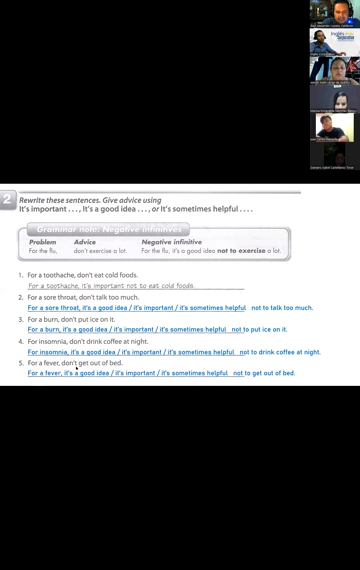 Inglés
Corporativo
2
Rewrite these sentences. Give advice using
It's important . . . , It's a good idea . . . , or It's sometimes helpful . . . .
Grammar note: Negative infinitives
Problem Advice Negative infinitive
For the flu, don't exercise a lot. For the flu, it's a good idea not to exercise a lot.
1. For a toothache, don't eat cold foods.
For a toothache, it's important not to eat cold foods.
2. For a sore throat, don't talk too much.
For a sore throat, it's a good idea / it's important / it's sometimes helpful not to talk too much.
3. For a burn, don't put ice on it.
For a burn, it's a good idea / it's important / it's sometimes helpful not to put ice on it.
4. For insomnia, don't drink coffee at night.
For insomnia, it's a good idea / it's important / it's sometimes helpful not to drink coffee at night.
5. For a fever, don't get out of bed.
For a fever, it's a good idea / it's important / it's sometimes helpful not to get out of bed.